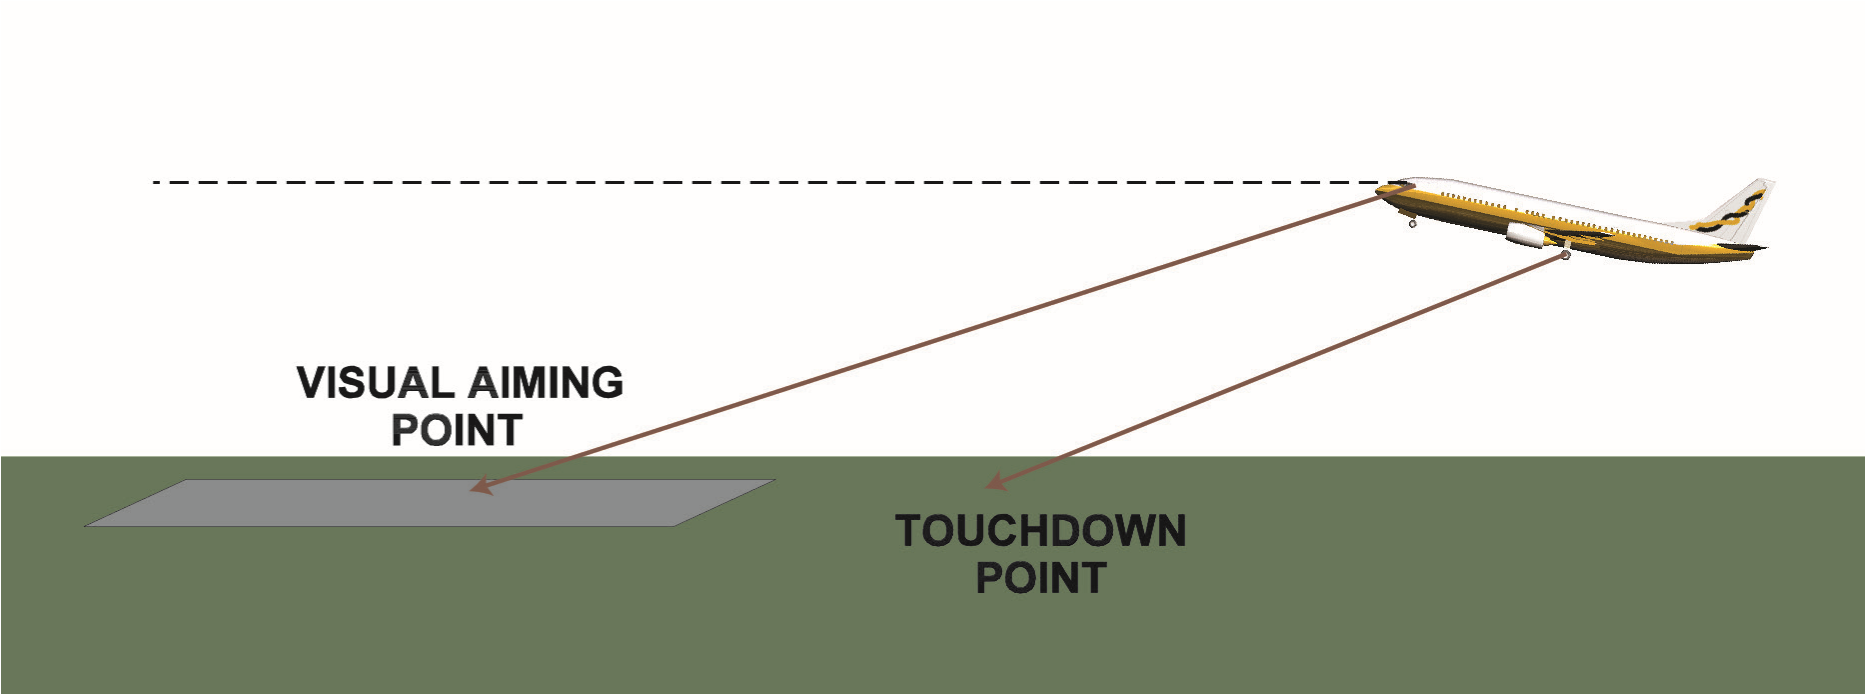 VISUAL AIMING
POINT
TOUCHDOWN
POINT